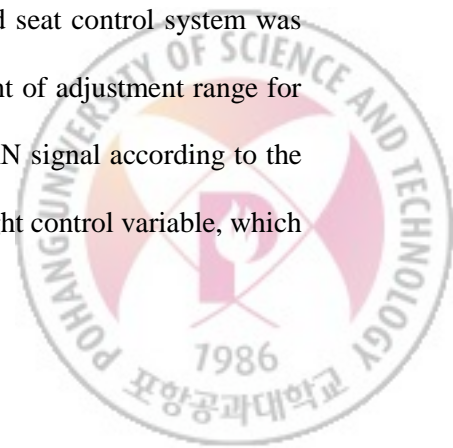 d seat control system was
nt of adjustment range for
N signal according to the
ght control variable, which
POHANG UNIVERSITY OF SCIENCE AND TECHNOLOGY
1986
포항공과대학교